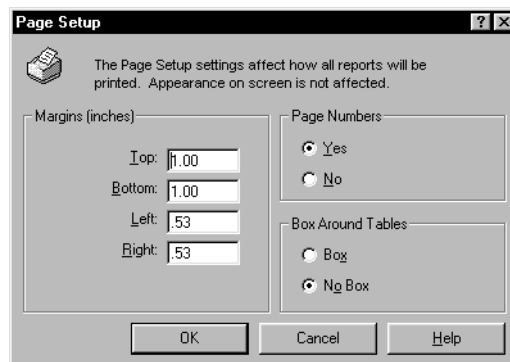 Page Setup
The Page Setup settings affect how all reports will be
printed. Appearance on screen is not affected.
Margins (inches)
Top: 1.00
Bottom: 1.00
Left: .53
Right: .53
Page Numbers
Yes
No
Box Around Tables
Box
No Box
OK Cancel Help